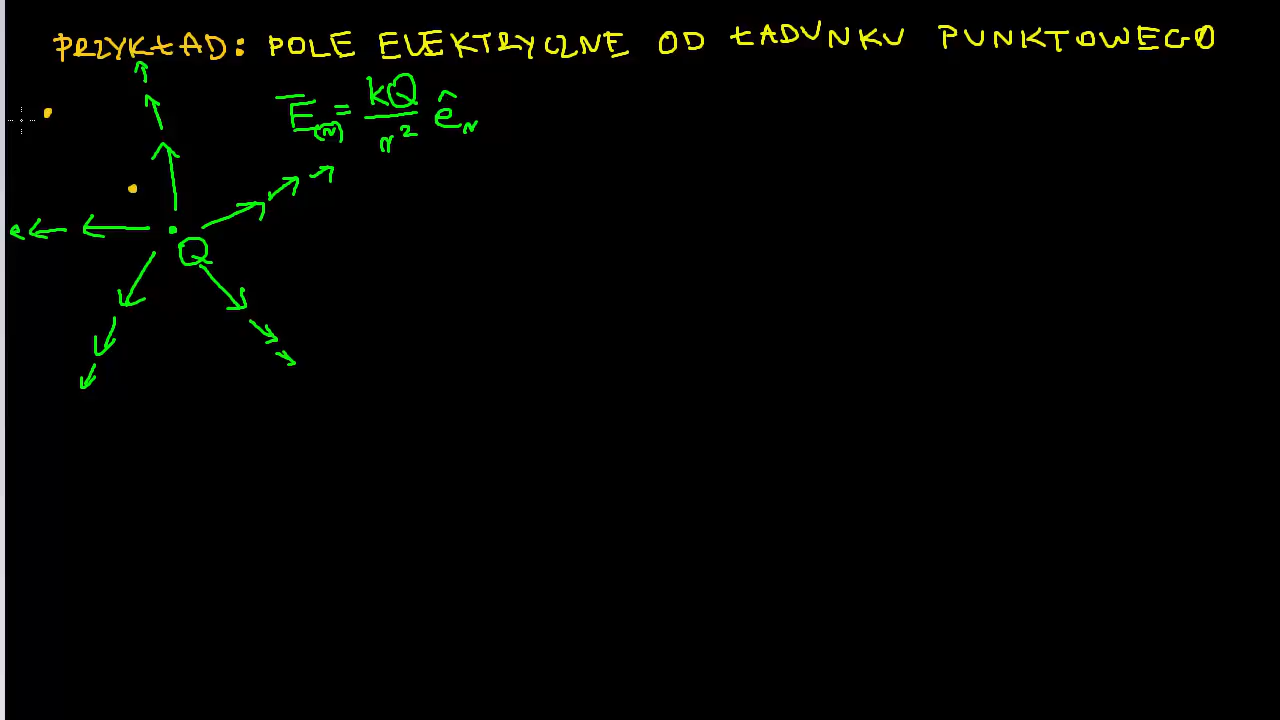 PRZYKŁAD: POLE ELEKTRYCZNE OD ŁADUNKU PUNKTOWEGO
E(r) = kQ/r² ê_r
Q